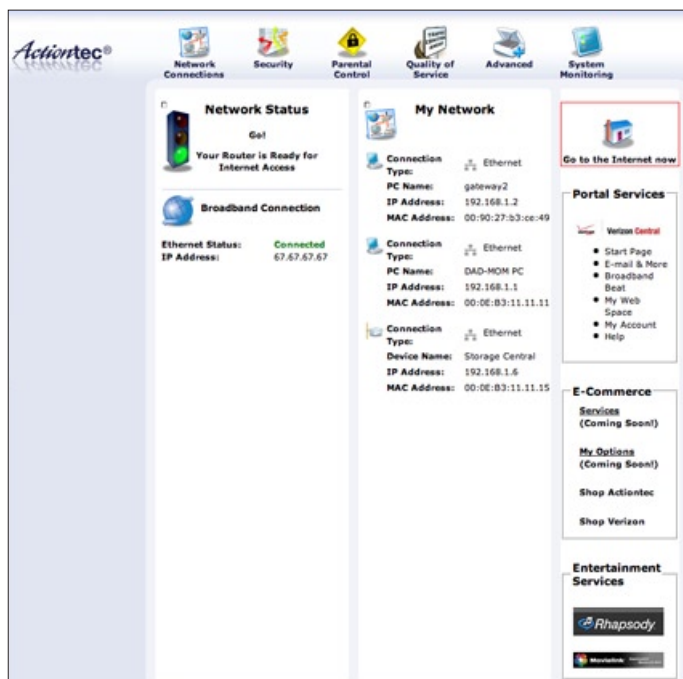 Actiontec®
Network Connections
Security
Parental Control
Quality of Service
Advanced
System Monitoring
Network Status
Go!
Your Router is Ready for
Internet Access
Broadband Connection
Ethernet Status: Connected
IP Address: 67.67.67.67
My Network
Connection Type: Ethernet
PC Name: gateway2
IP Address: 192.168.1.2
MAC Address: 00:90:27:b3:ce:49
Connection Type: Ethernet
PC Name: DAD-MOM PC
IP Address: 192.168.1.1
MAC Address: 00:0E:B3:11:11:11
Connection Type: Ethernet
Device Name: Storage Central
IP Address: 192.168.1.6
MAC Address: 00:0E:B3:11:11:15
Go to the Internet now
Portal Services
Verizon Central
Start Page
E-mail & More
Broadband
Beat
My Web
Space
My Account
Help
E-Commerce
Services
(Coming Soon!)
My Options
(Coming Soon!)
Shop Actiontec
Shop Verizon
Entertainment
Services
Rhapsody
Movielink